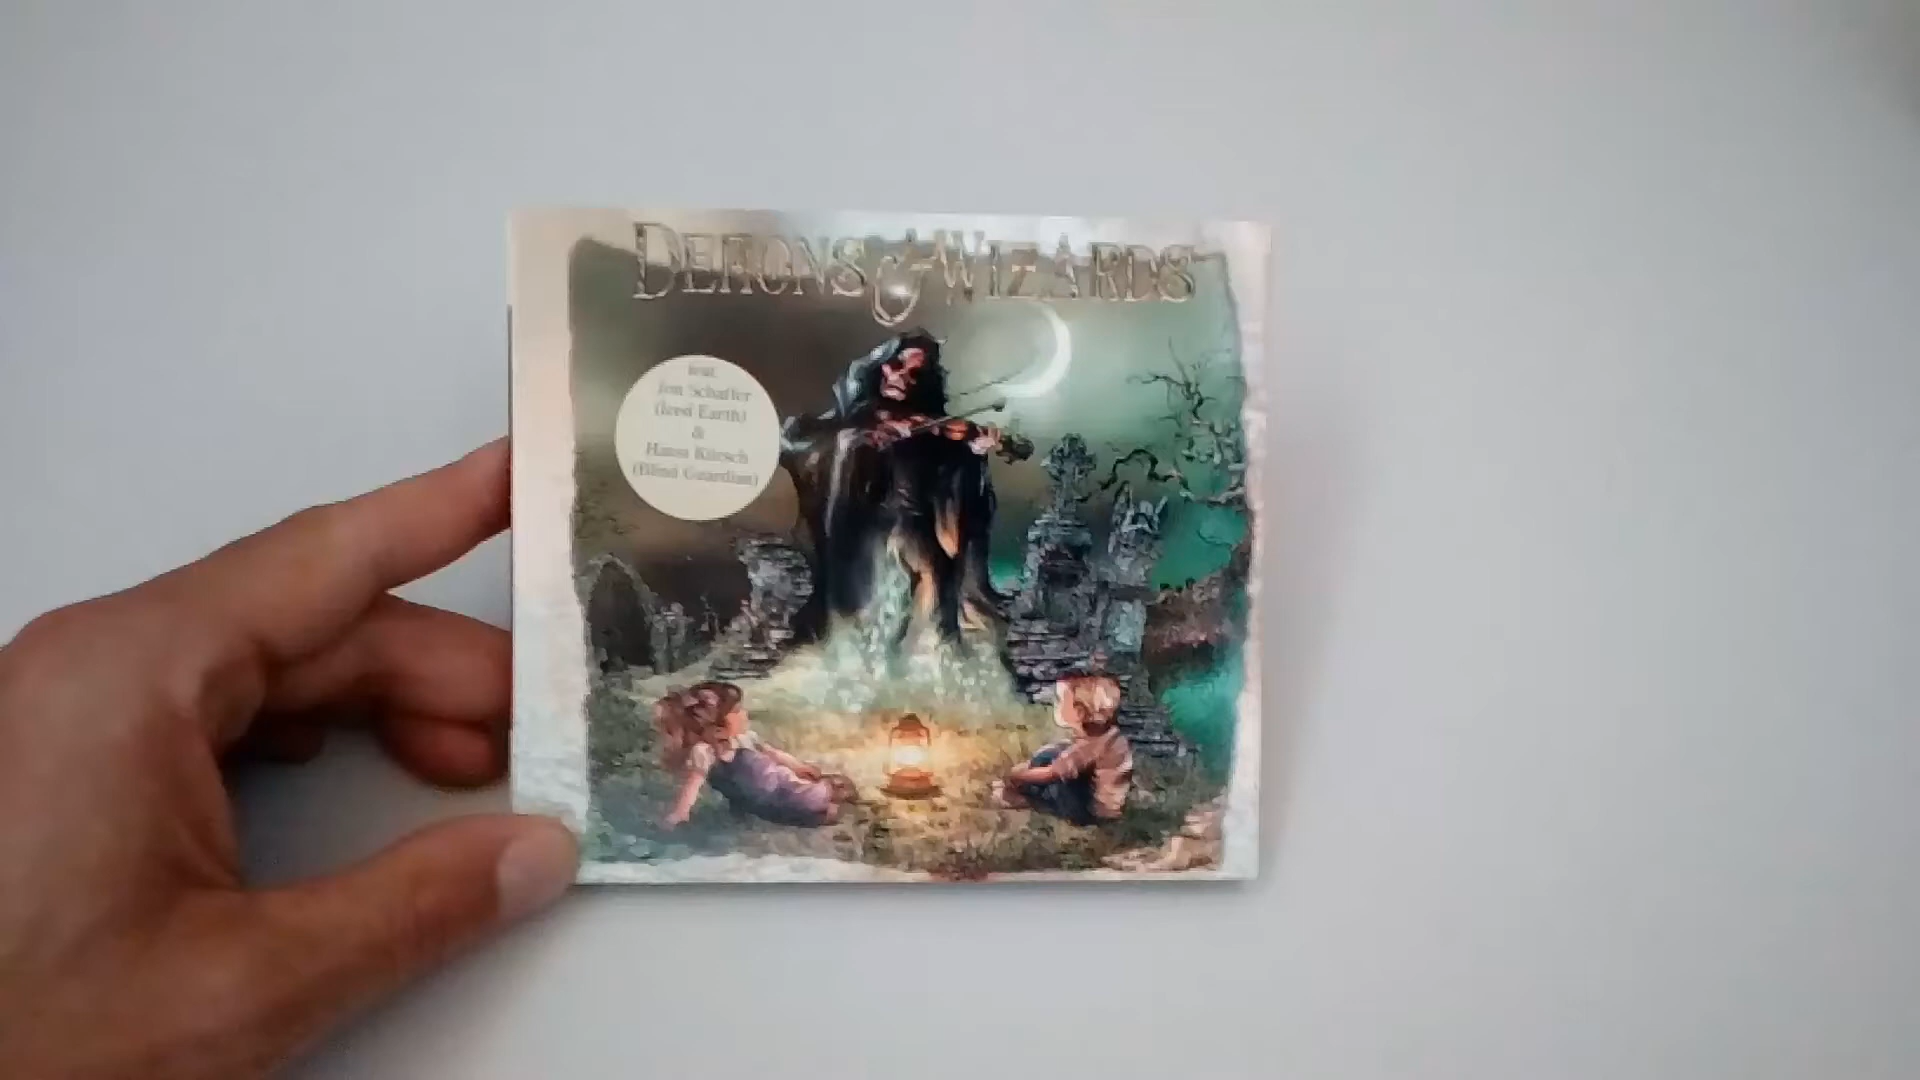 DEMONS & WIZARDS
feat.
Jon Schaffer
(Iced Earth)
&
Hansi Kürsch
(Blind Guardian)